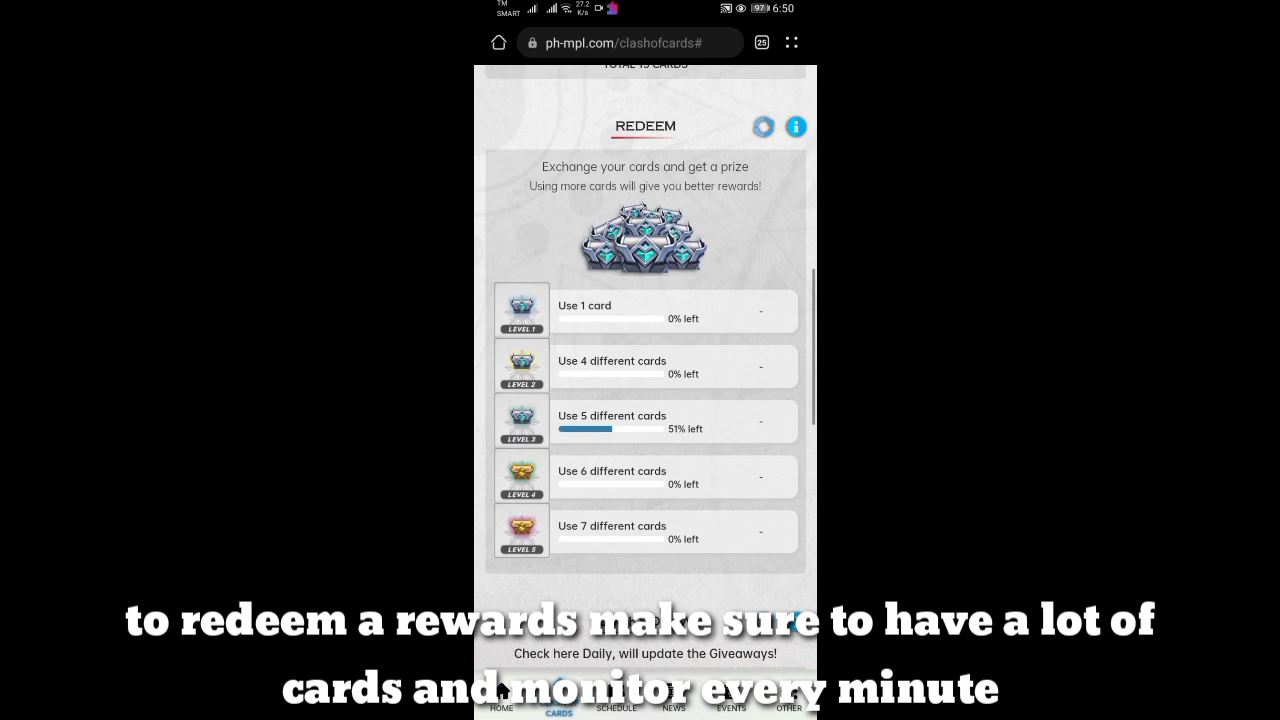 TM
SMART
27.2
K/s
97
6:50
ph-mpl.com/clashofcards#
25
TOTAL 15 CARDS
REDEEM
Exchange your cards and get a prize
Using more cards will give you better rewards!
Use 1 card
0% left
-
LEVEL 1
Use 4 different cards
0% left
-
LEVEL 2
Use 5 different cards
51% left
-
LEVEL 3
Use 6 different cards
0% left
-
LEVEL 4
Use 7 different cards
0% left
-
LEVEL 5
to redeem a rewards make sure to have a lot of
Check here Daily, will update the Giveaways!
cards and monitor every minute
HOME
CARDS
SCHEDULE
NEWS
EVENTS
OTHER